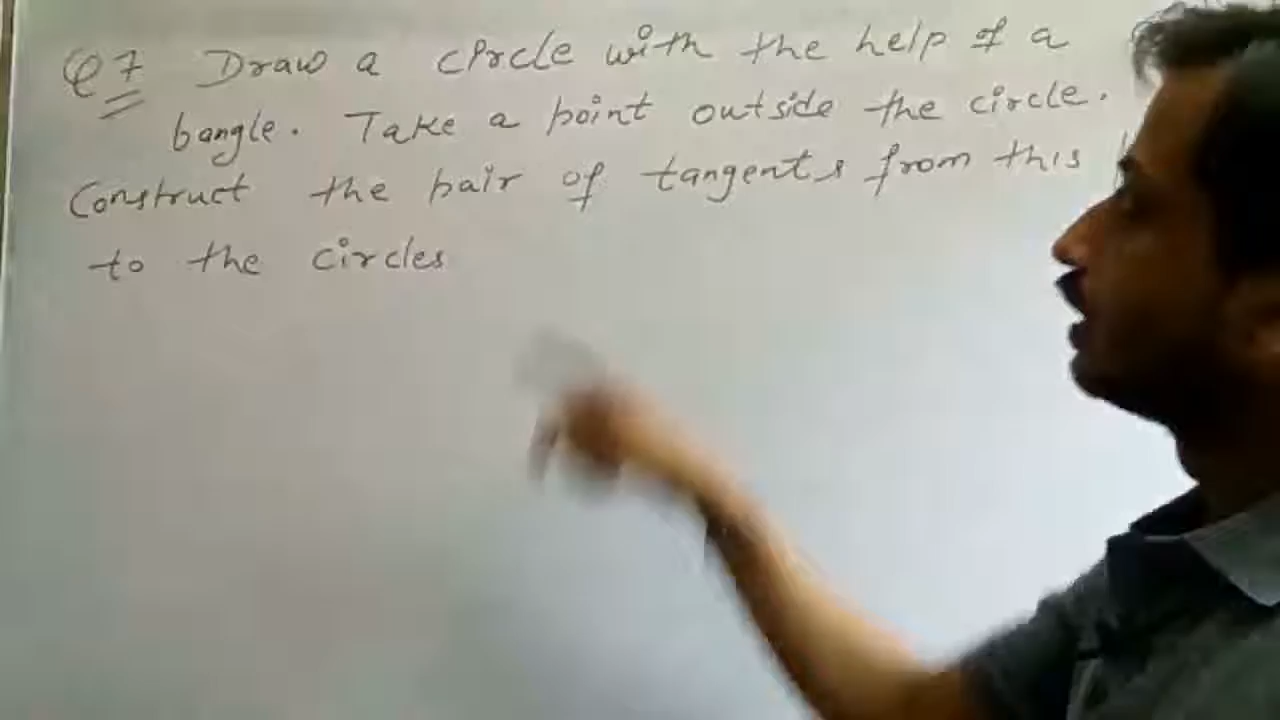 Q7 Draw a circle with the help of a
bangle. Take a point outside the circle.
Construct the pair of tangents from this
to the circles